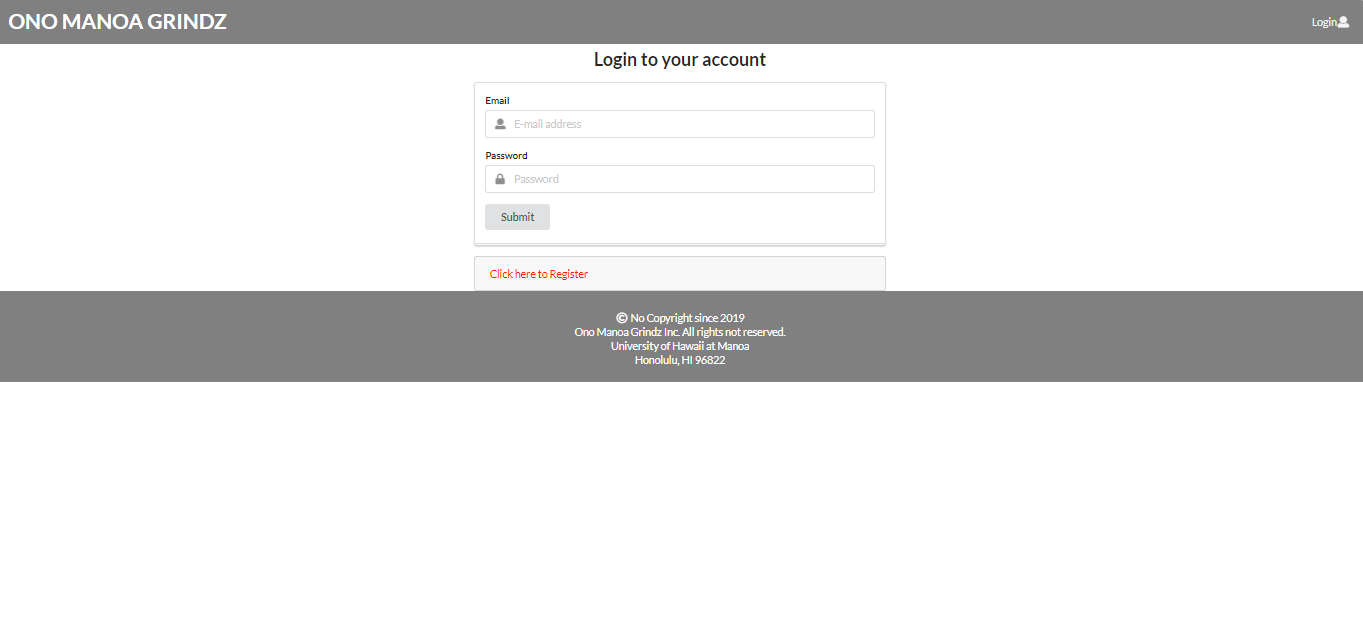 ONO MANOA GRINDZ
Login
Login to your account
Email
E-mail address
Password
Password
Submit
Click here to Register
© No Copyright since 2019
Ono Manoa Grindz Inc. All rights not reserved.
University of Hawaii at Manoa
Honolulu, HI 96822